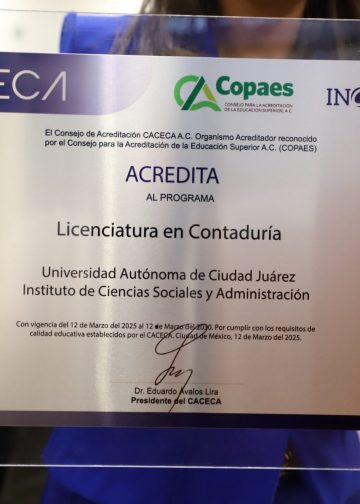 ECA
Copaes
CONSEJO PARA LA ACREDITACIÓN
DE LA EDUCACIÓN SUPERIOR, A.C.
IN
El Consejo de Acreditación CACECA A.C. Organismo Acreditador reconocido
por el Consejo para la Acreditación de la Educación Superior A.C. (COPAES)
ACREDITA
AL PROGRAMA
Licenciatura en Contaduría
Universidad Autónoma de Ciudad Juárez
Instituto de Ciencias Sociales y Administración
Con vigencia del 12 de Marzo del 2025 al 12 de Marzo del 2030. Por cumplir con los requisitos de
calidad educativa establecidos por el CACECA. Ciudad de México, 12 de Marzo del 2025.
Dr. Eduardo Ávalos Lira
Presidente del CACECA